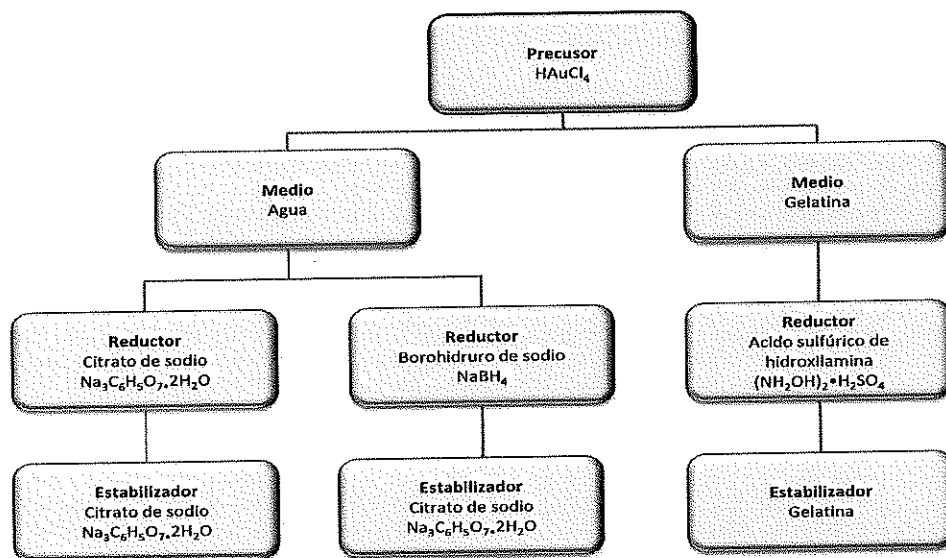 Precusor
HAuCl₄
Medio
Agua
Medio
Gelatina
Reductor
Citrato de sodio
Na₃C₆H₅O₇.2H₂O
Reductor
Borohidruro de sodio
NaBH₄
Reductor
Acido sulfúrico de
hidroxilamina
(NH₂OH)₂•H₂SO₄
Estabilizador
Citrato de sodio
Na₃C₆H₅O₇.2H₂O
Estabilizador
Citrato de sodio
Na₃C₆H₅O₇.2H₂O
Estabilizador
Gelatina